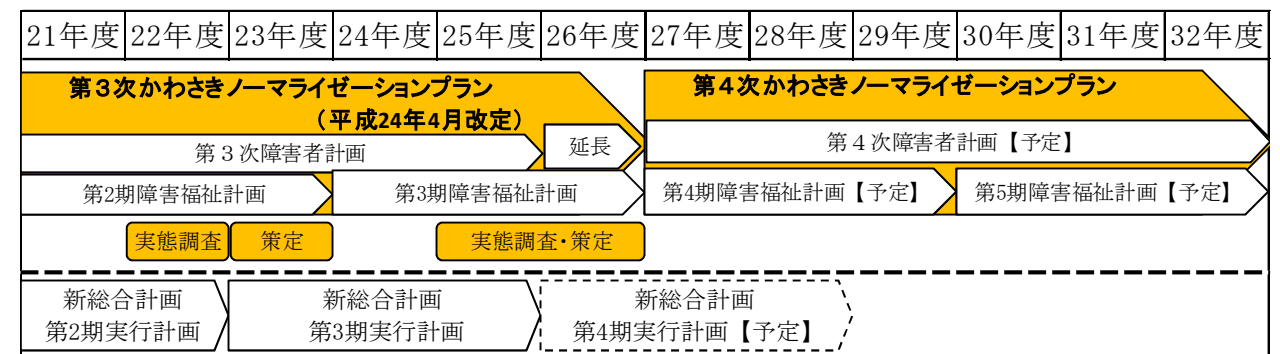 21年度 22年度 23年度 24年度 25年度 26年度 27年度 28年度 29年度 30年度 31年度 32年度
第3次かわさきノーマライゼーションプラン
(平成24年4月改定)
第4次かわさきノーマライゼーションプラン
第３次障害者計画
延長
第４次障害者計画【予定】
第2期障害福祉計画
第3期障害福祉計画
第4期障害福祉計画【予定】
第5期障害福祉計画【予定】
実態調査
策定
実態調査・策定
新総合計画
第2期実行計画
新総合計画
第3期実行計画
新総合計画
第4期実行計画【予定】